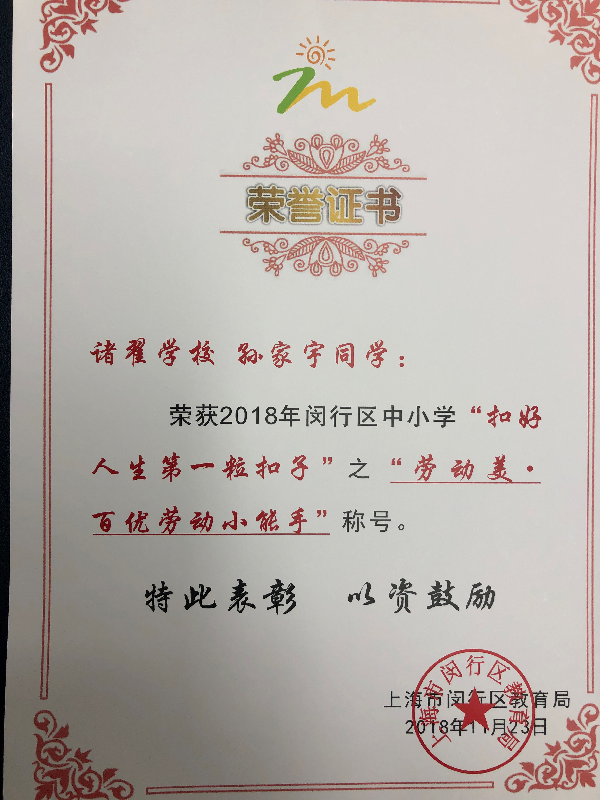 荣誉证书
诸翟学校 孙家宇同学：
荣获2018年闵行区中小学“扣好
人生第一粒扣子”之“劳动美·
百优劳动小能手”称号。
特此表彰 以资鼓励
上海市闵行区教育局
2018年11月23日
上海市闵行区教育局